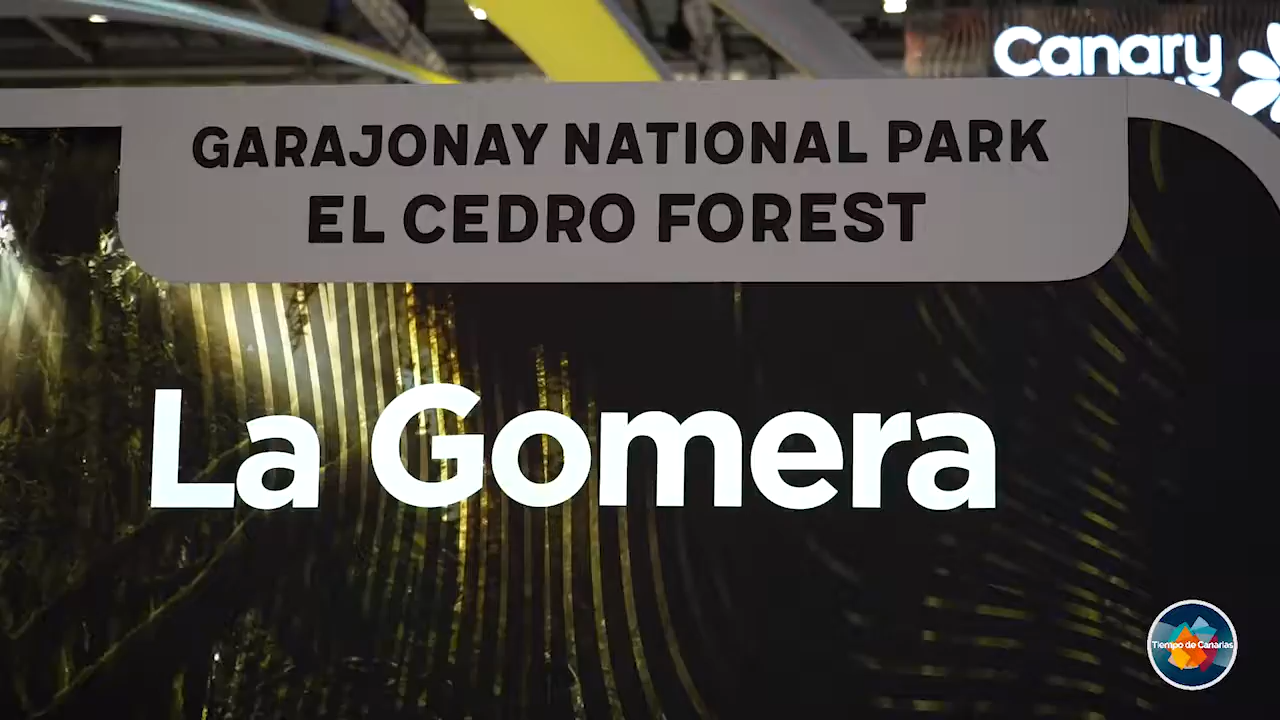 Canary
GARAJONAY NATIONAL PARK
EL CEDRO FOREST
La Gomera
Tiempo de Canarias